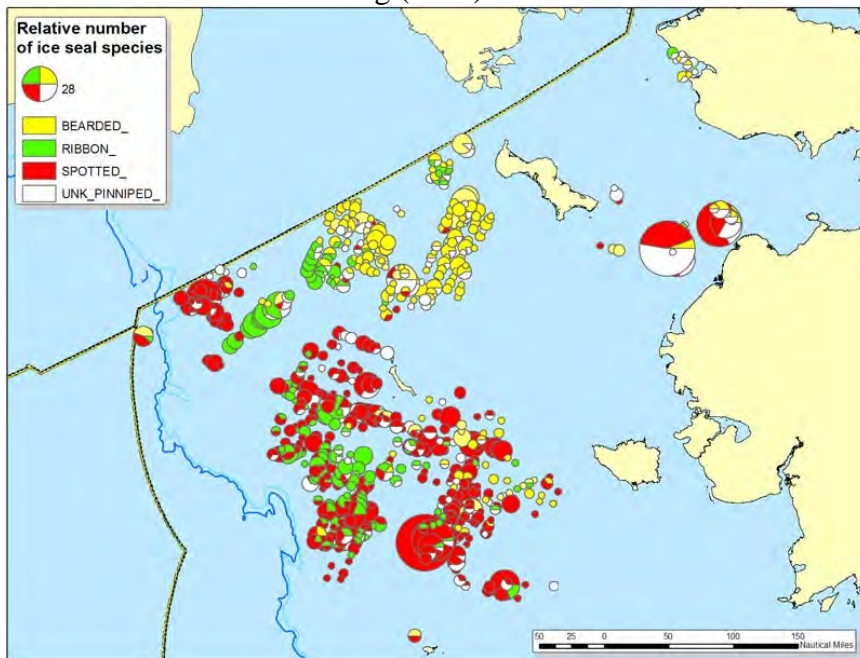 Relative number
of ice seal species
28
BEARDED_
RIBBON_
SPOTTED_
UNK_PINNIPED_
50 25 0 50 100 150
Nautical Miles